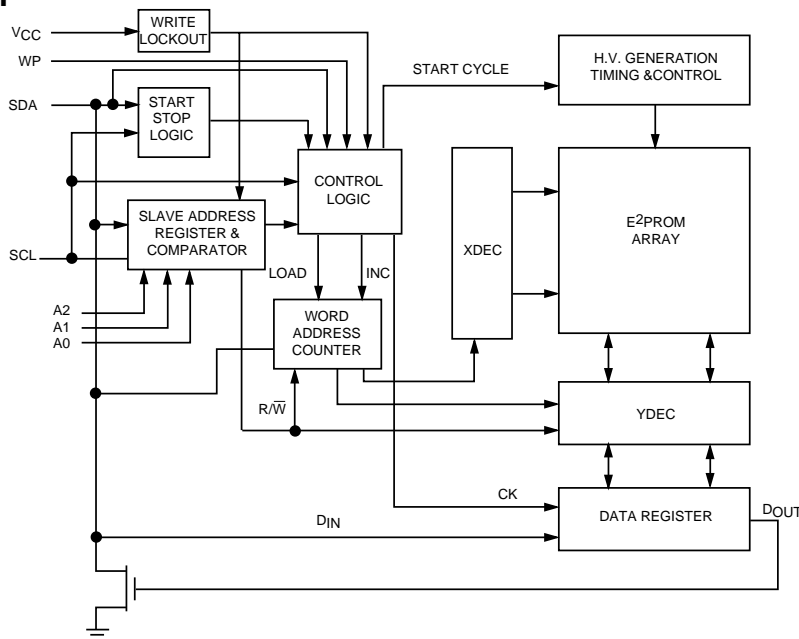 VCC
WRITE
LOCKOUT
WP
SDA
START
STOP
LOGIC
START CYCLE
H.V. GENERATION
TIMING &CONTROL
CONTROL
LOGIC
SLAVE ADDRESS
REGISTER &
COMPARATOR
SCL
XDEC
E2PROM
ARRAY
LOAD
INC
A2
A1
A0
WORD
ADDRESS
COUNTER
R/W̅
YDEC
CK
DIN
DATA REGISTER
DOUT